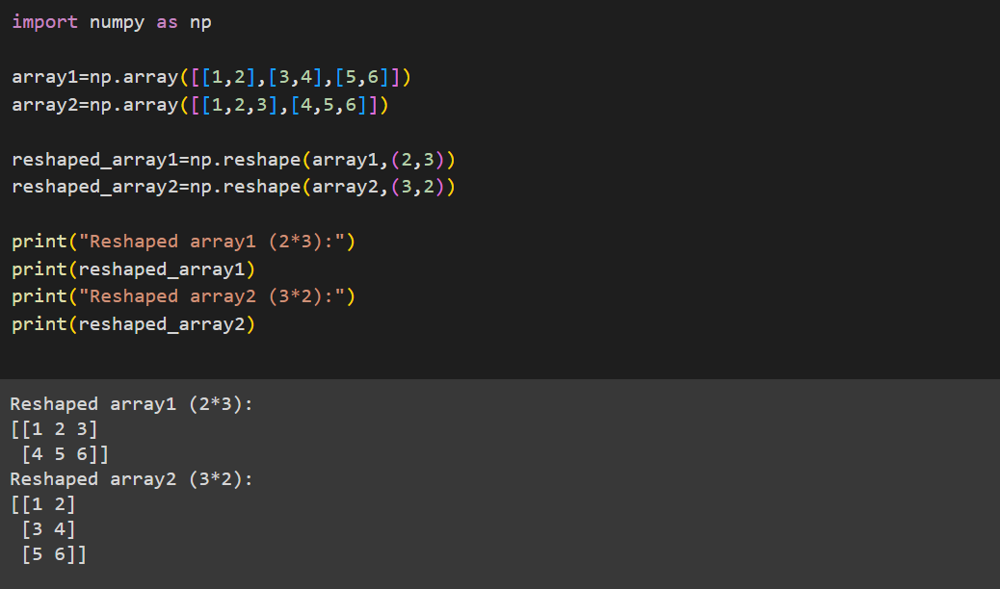 import numpy as np
array1=np.array([[1,2],[3,4],[5,6]])
array2=np.array([[1,2,3],[4,5,6]])
reshaped_array1=np.reshape(array1,(2,3))
reshaped_array2=np.reshape(array2,(3,2))
print("Reshaped array1 (2*3):")
print(reshaped_array1)
print("Reshaped array2 (3*2):")
print(reshaped_array2)
Reshaped array1 (2*3):
[[1 2 3]
 [4 5 6]]
Reshaped array2 (3*2):
[[1 2]
 [3 4]
 [5 6]]